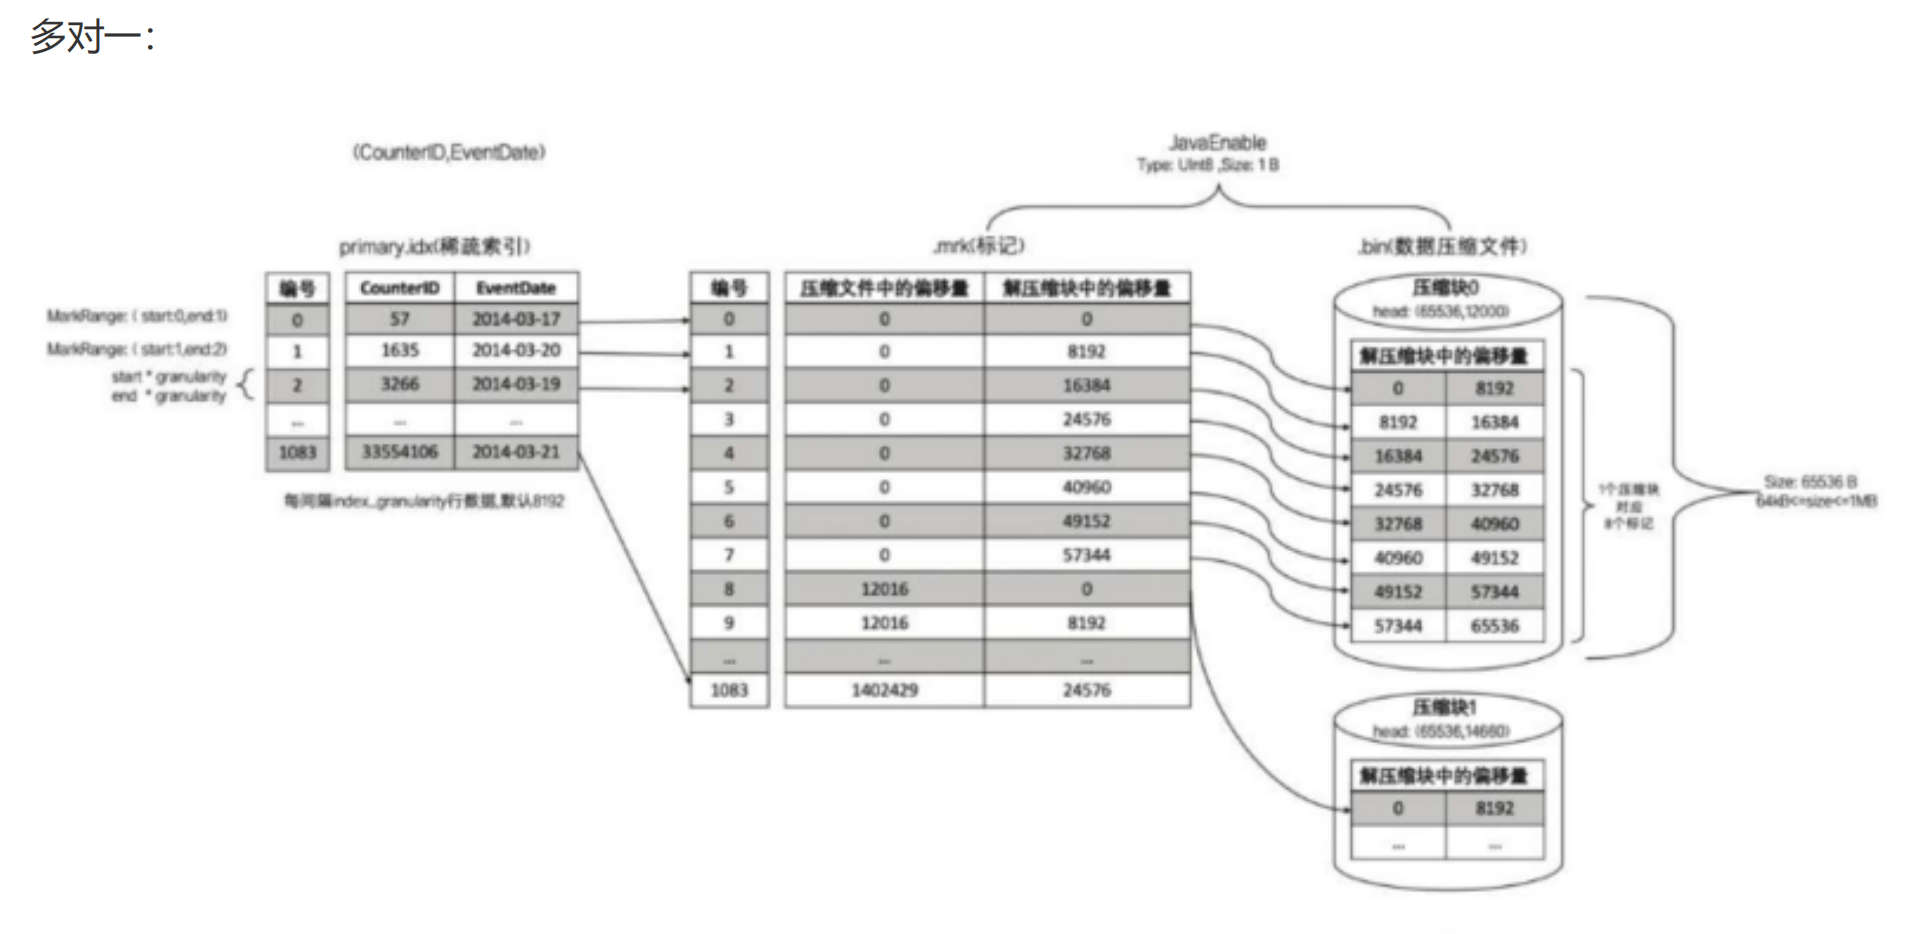 多对一：
(CounterID,EventDate)
JavaEnable
Type: UInt8 ,Size: 1 B
primary.idx(稀疏索引)
.mrk(标记)
.bin(数据压缩文件)
编号 CounterID EventDate
MarkRange: ( start:0,end:1) 0 57 2014-03-17
MarkRange: ( start:1,end:2) 1 1635 2014-03-20
start * granularity
end * granularity
2 3266 2014-03-19
... ... ...
1083 33554106 2014-03-21
每间隔index_granularity行数据,默认8192
编号 压缩文件中的偏移量 解压缩块中的偏移量
0 0 0
1 0 8192
2 0 16384
3 0 24576
4 0 32768
5 0 40960
6 0 49152
7 0 57344
8 12016 0
9 12016 8192
... ... ...
1083 1402429 24576
压缩块0
head: (65536,12000)
解压缩块中的偏移量
0 8192
8192 16384
16384 24576
24576 32768
32768 40960
40960 49152
49152 57344
57344 65536
1个压缩块
对应
8个标记
Size: 65536 B
64kB<=size<=1MB
压缩块1
head: (65536,14660)
解压缩块中的偏移量
0 8192
... ...